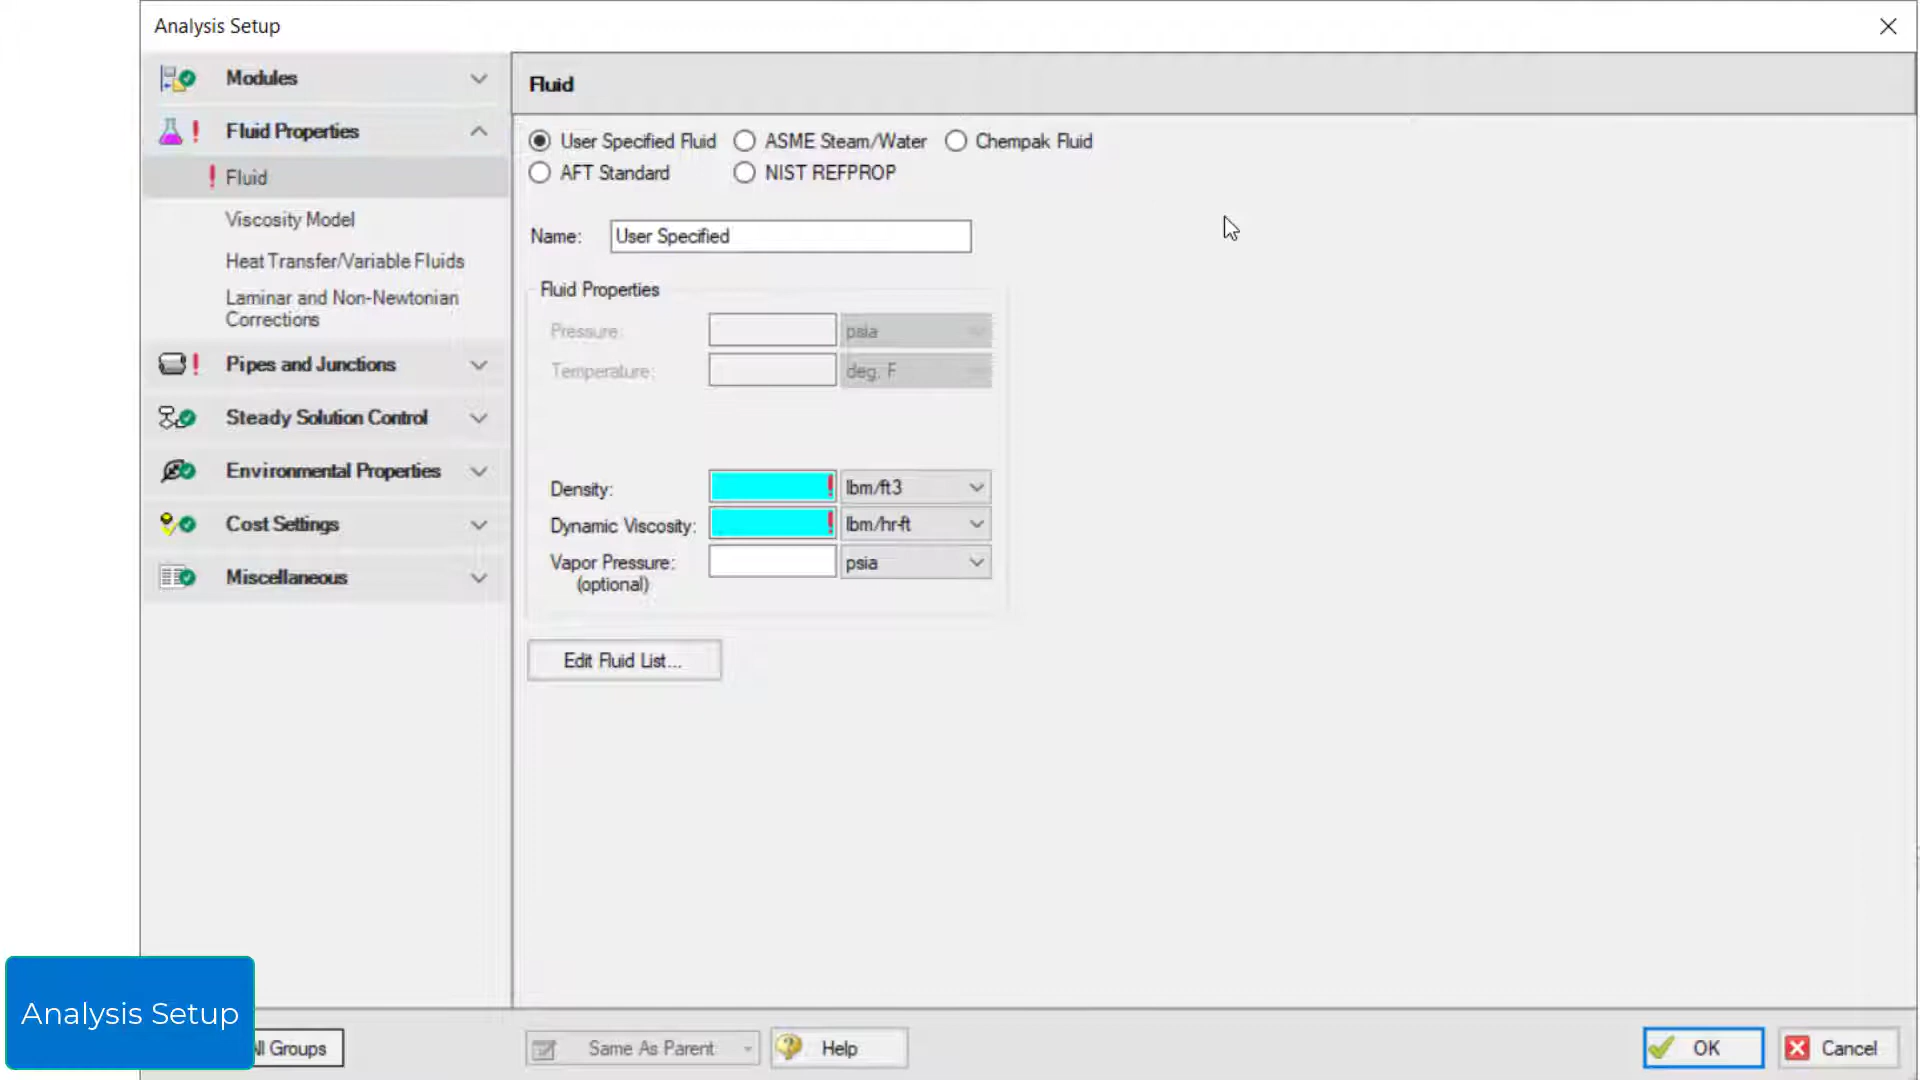 Analysis Setup
Modules
Fluid Properties
Fluid
Viscosity Model
Heat Transfer/Variable Fluids
Laminar and Non-Newtonian
Corrections
Pipes and Junctions
Steady Solution Control
Environmental Properties
Cost Settings
Miscellaneous
Fluid
User Specified Fluid ASME Steam/Water Chempak Fluid
AFT Standard NIST REFPROP
Name: User Specified
Fluid Properties
Pressure: psia
Temperature: deg. F
Density: ! lbm/ft3
Dynamic Viscosity: ! lbm/hr-ft
Vapor Pressure: psia
(optional)
Edit Fluid List...
Analysis Setup
Groups
Same As Parent
Help
OK
Cancel